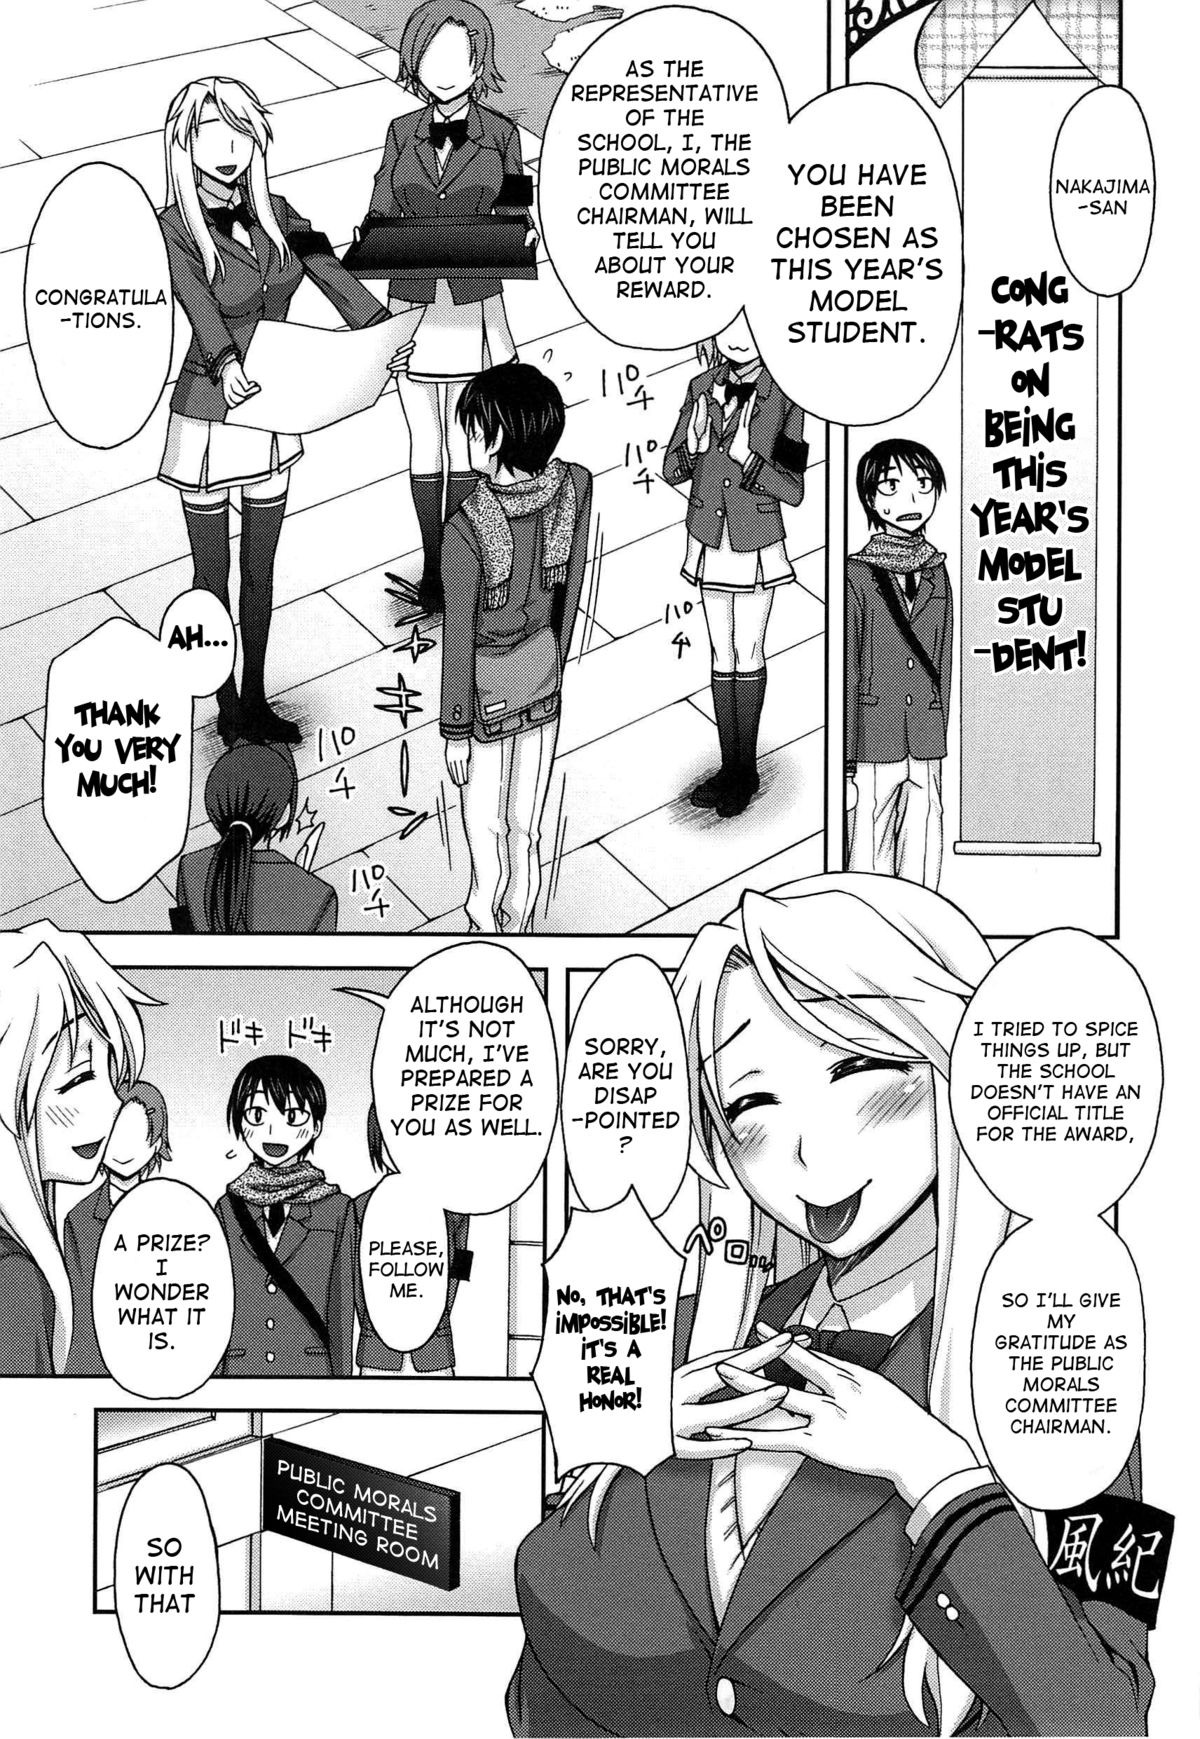 NAKAJIMA
-SAN
CONG
-RATS
ON
BEING
THIS
YEAR'S
MODEL
STU
-DENT!
YOU HAVE
BEEN
CHOSEN AS
THIS YEAR'S
MODEL
STUDENT.
AS THE
REPRESENTATIVE
OF THE
SCHOOL, I, THE
PUBLIC MORALS
COMMITTEE
CHAIRMAN, WILL
TELL YOU
ABOUT YOUR
REWARD.
CONGRATULA
-TIONS.
パチ
パチ
パチ
パチ
パチ
AH...
THANK
YOU VERY
MUCH!
I TRIED TO SPICE
THINGS UP, BUT
THE SCHOOL
DOESN'T HAVE AN
OFFICIAL TITLE
FOR THE AWARD,
SO I'LL GIVE
MY
GRATITUDE AS
THE PUBLIC
MORALS
COMMITTEE
CHAIRMAN.
風紀
ペロ...
SORRY,
ARE YOU
DISAP
-POINTED
?
NO, THAT'S
IMPOSSIBLE!
IT'S A
REAL
HONOR!
ALTHOUGH
IT'S NOT
MUCH, I'VE
PREPARED A
PRIZE FOR
YOU AS WELL.
PLEASE,
FOLLOW
ME.
ドキ ドキ
A PRIZE?
I
WONDER
WHAT IT
IS.
PUBLIC MORALS
COMMITTEE
MEETING ROOM
SO
WITH
THAT